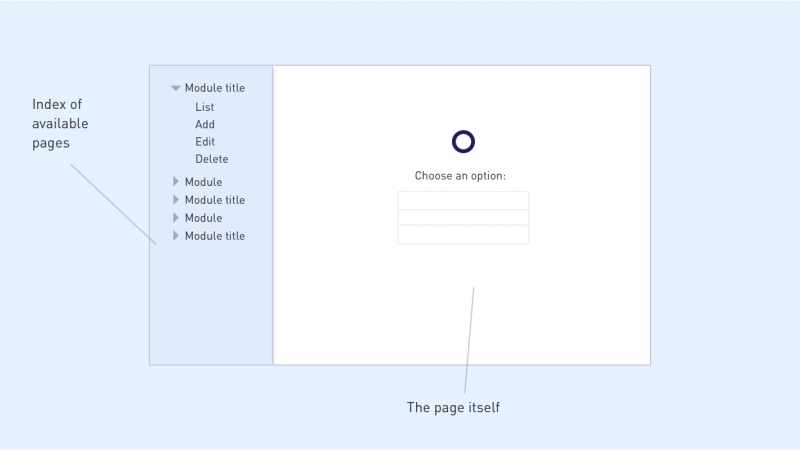 Index of
available
pages
Module title
List
Add
Edit
Delete
Module
Module title
Module
Module title
Choose an option:
The page itself